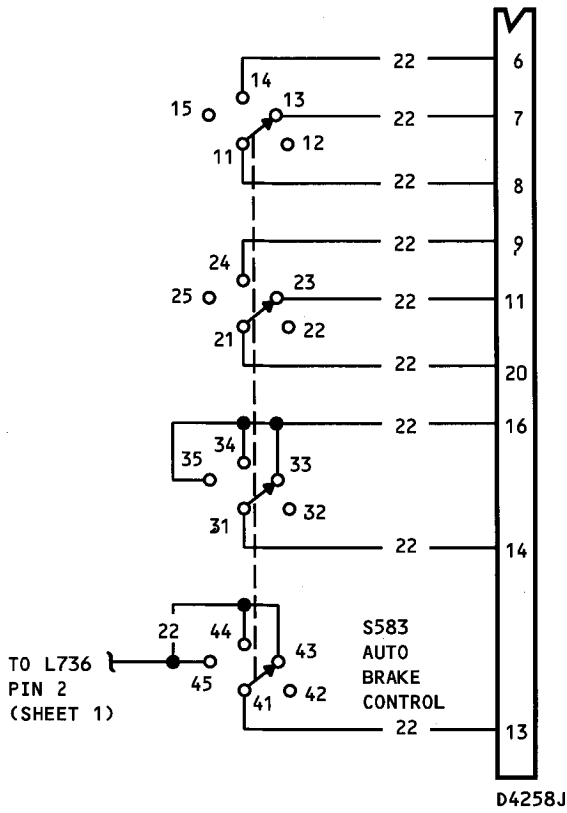 22 6
14
15 13
22 7
11 12
22 8
22 9
24
25 23
22 11
21 22
22 20
22 16
34
35 33
31 32
22 14
22 44
S583
AUTO
BRAKE
CONTROL
43
TO L736
PIN 2
(SHEET 1)
45 41 42
22 13
D4258J